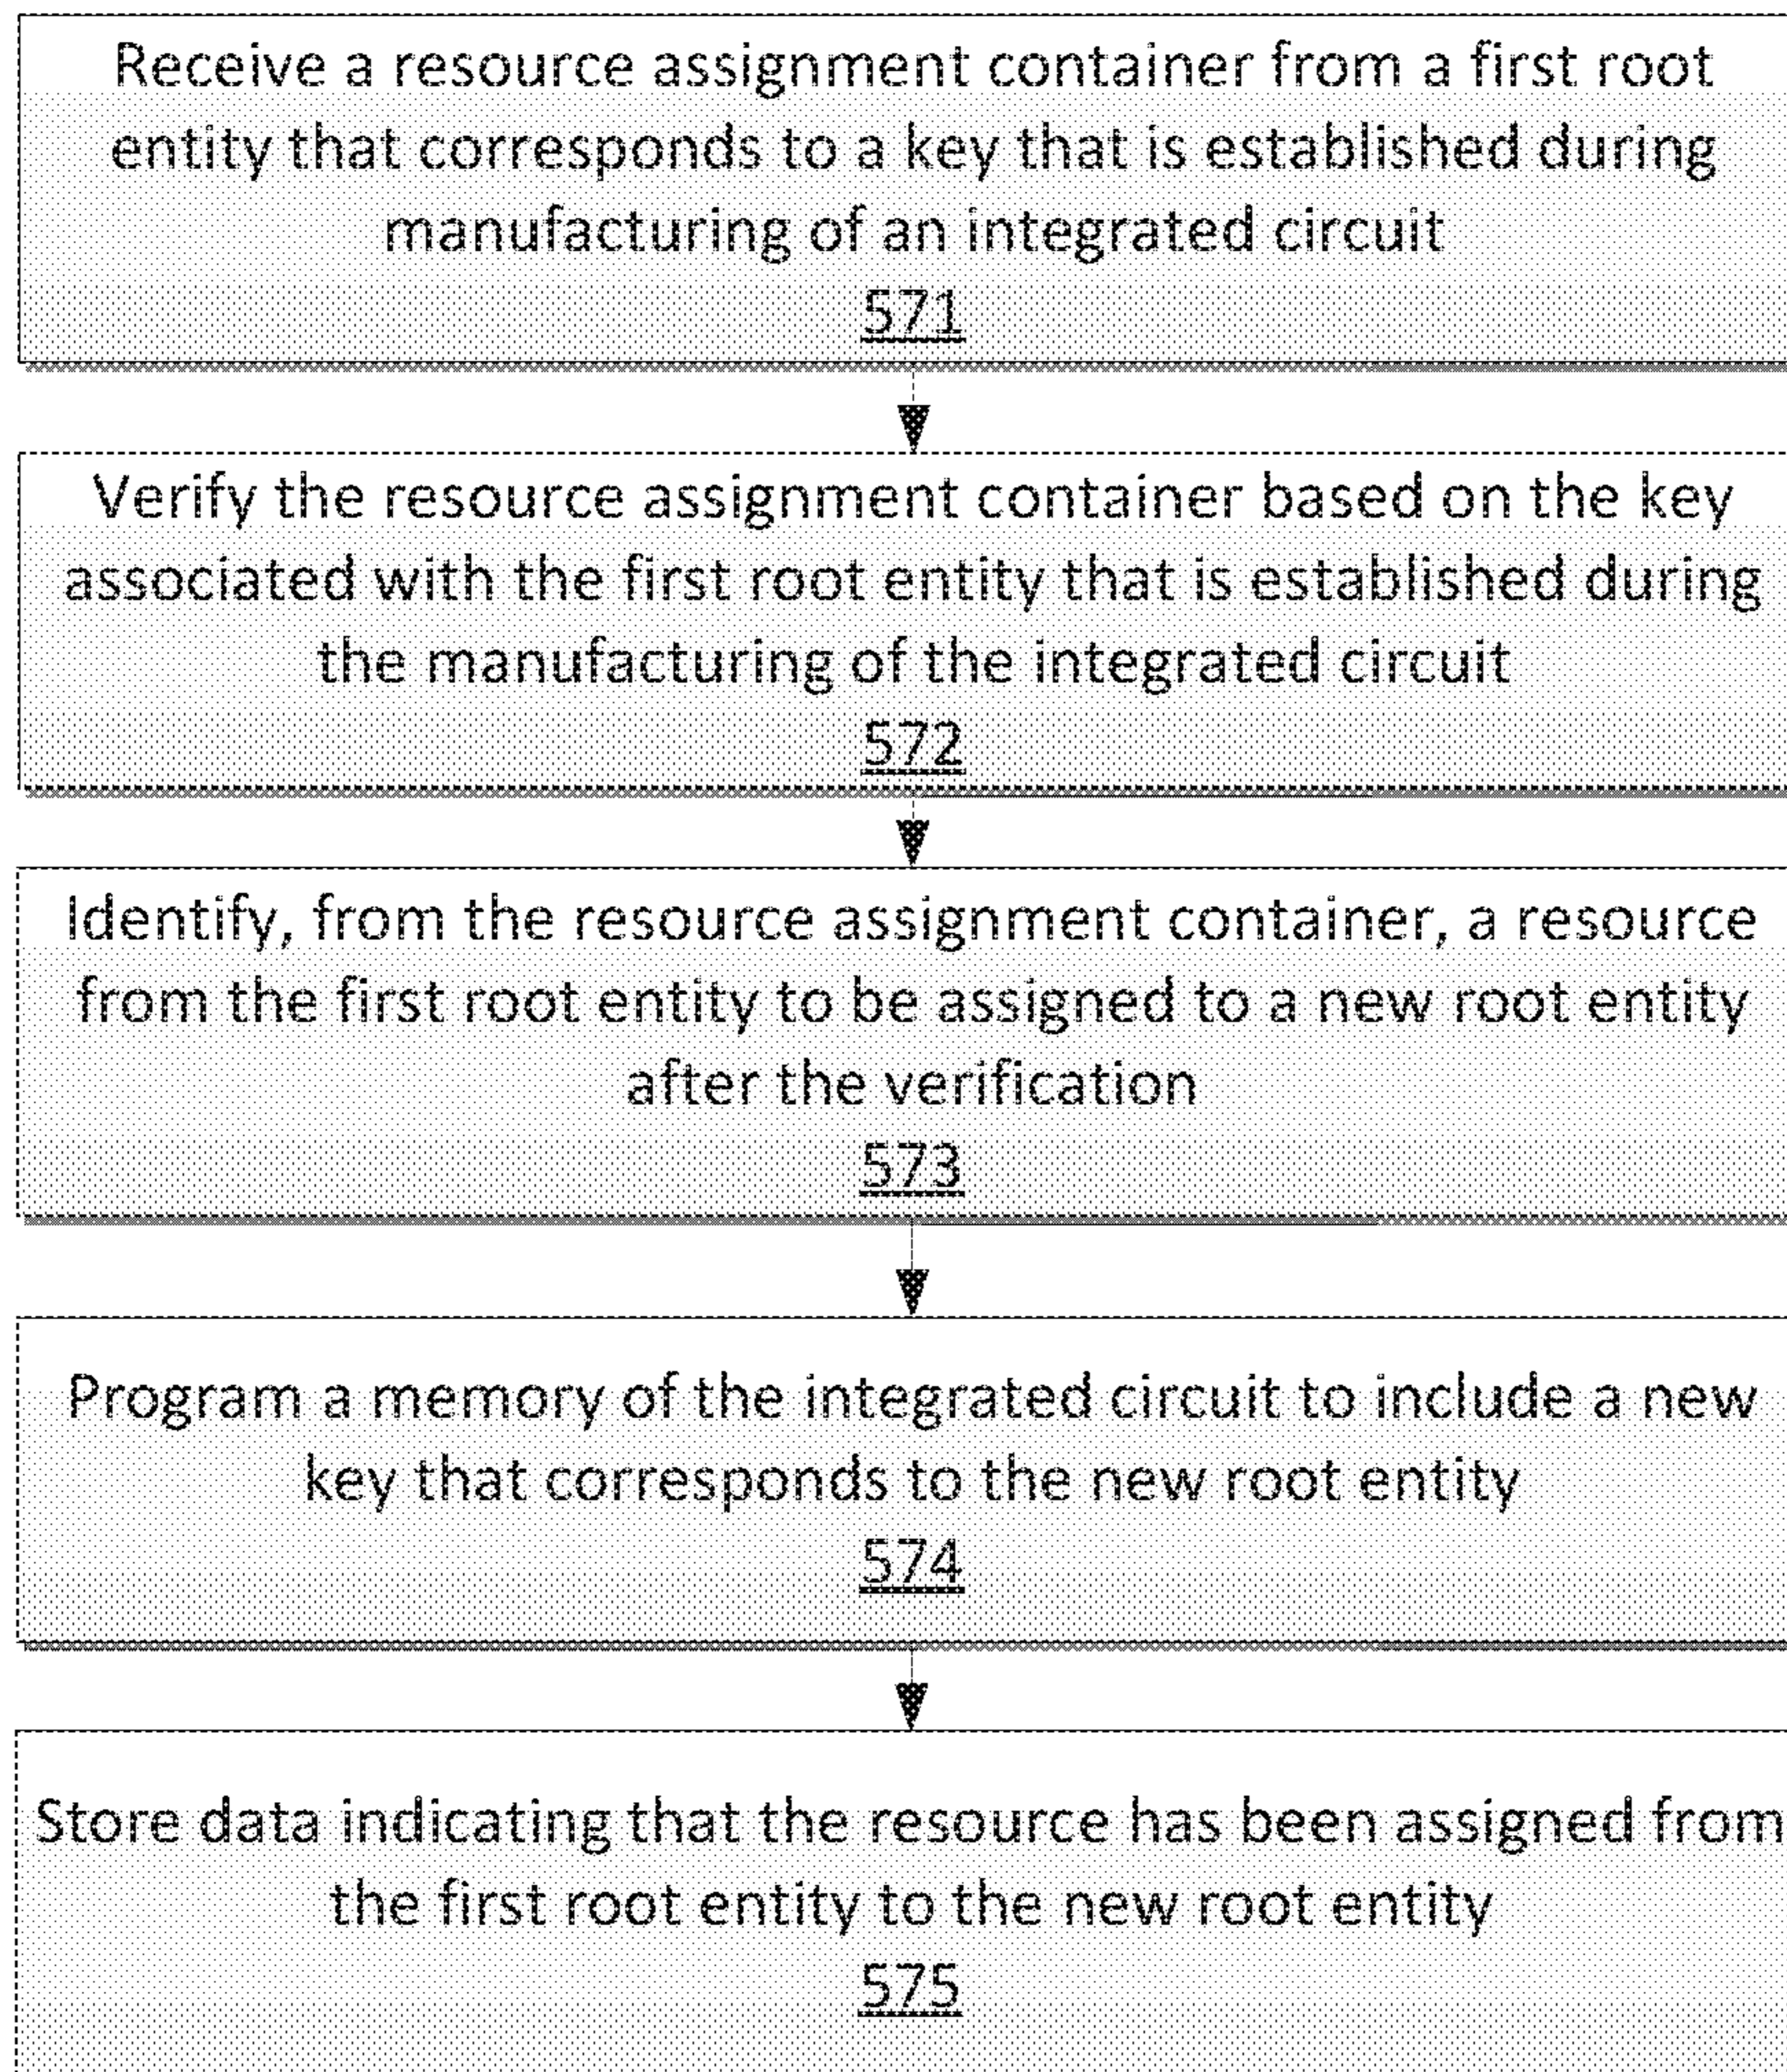 Receive a resource assignment container from a first root
entity that corresponds to a key that is established during
manufacturing of an integrated circuit
571
Verify the resource assignment container based on the key
associated with the first root entity that is established during
the manufacturing of the integrated circuit
572
Identify, from the resource assignment container, a resource
from the first root entity to be assigned to a new root entity
after the verification
573
Program a memory of the integrated circuit to include a new
key that corresponds to the new root entity
574
Store data indicating that the resource has been assigned from
the first root entity to the new root entity
575